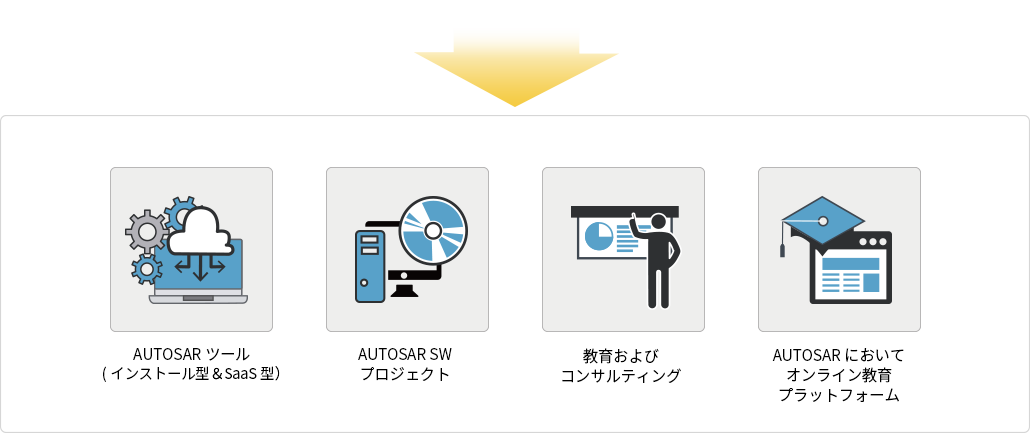 AUTOSAR ツール
( インストール型＆SaaS 型)
AUTOSAR SW
プロジェクト
教育および
コンサルティング
AUTOSAR において
オンライン教育
プラットフォーム